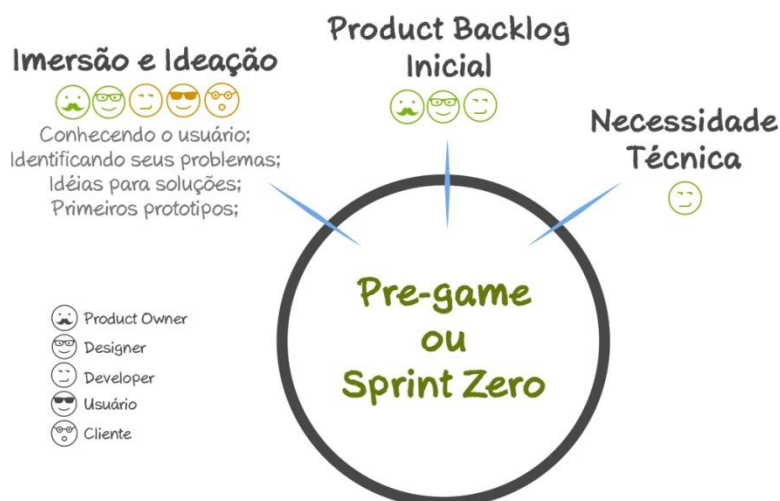 Imersão e Ideação
Conhecendo o usuário;
Identificando seus problemas;
Idéias para soluções;
Primeiros prototipos;
Product Backlog
Inicial
Necessidade
Técnica
Pre-game
ou
Sprint Zero
Product Owner
Designer
Developer
Usuário
Cliente